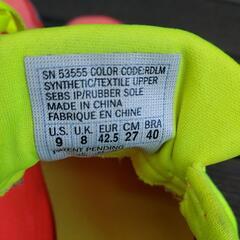 SN 53555 COLOR CODE:RDLM
SYNTHETIC/TEXTILE UPPER
SEBS IP/RUBBER SOLE
MADE IN CHINA
FABRIQUE EN CHINE
U.S. U.K. EUR CM BRA
9 8 42.5 27 40
PATENT PENDING